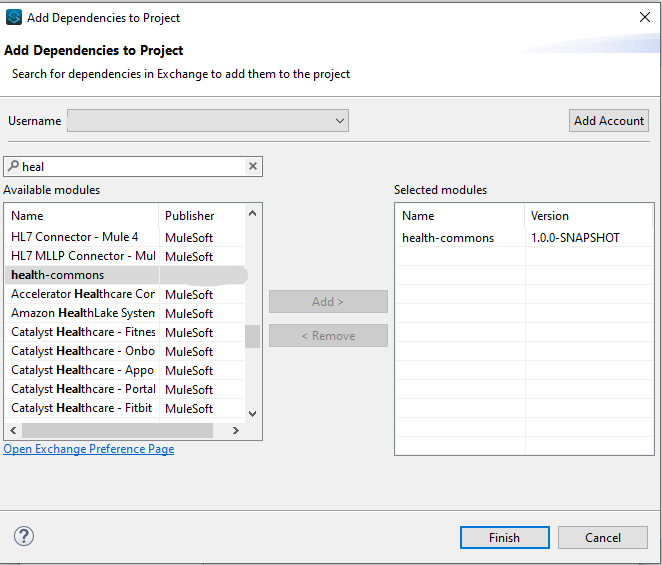 Add Dependencies to Project
Add Dependencies to Project
Search for dependencies in Exchange to add them to the project
Username
Add Account
heal
Available modules
Selected modules
Name Publisher
Name Version
HL7 Connector - Mule 4 MuleSoft
health-commons 1.0.0-SNAPSHOT
HL7 MLLP Connector - Mul MuleSoft
health-commons
Accelerator Healthcare Cor MuleSoft
Amazon HealthLake System MuleSoft
Add >
Catalyst Healthcare - Fitnes MuleSoft
< Remove
Catalyst Healthcare - Onbo MuleSoft
Catalyst Healthcare - Appo MuleSoft
Catalyst Healthcare - Portal MuleSoft
Catalyst Healthcare - Fitbit MuleSoft
Open Exchange Preference Page
?
Finish
Cancel